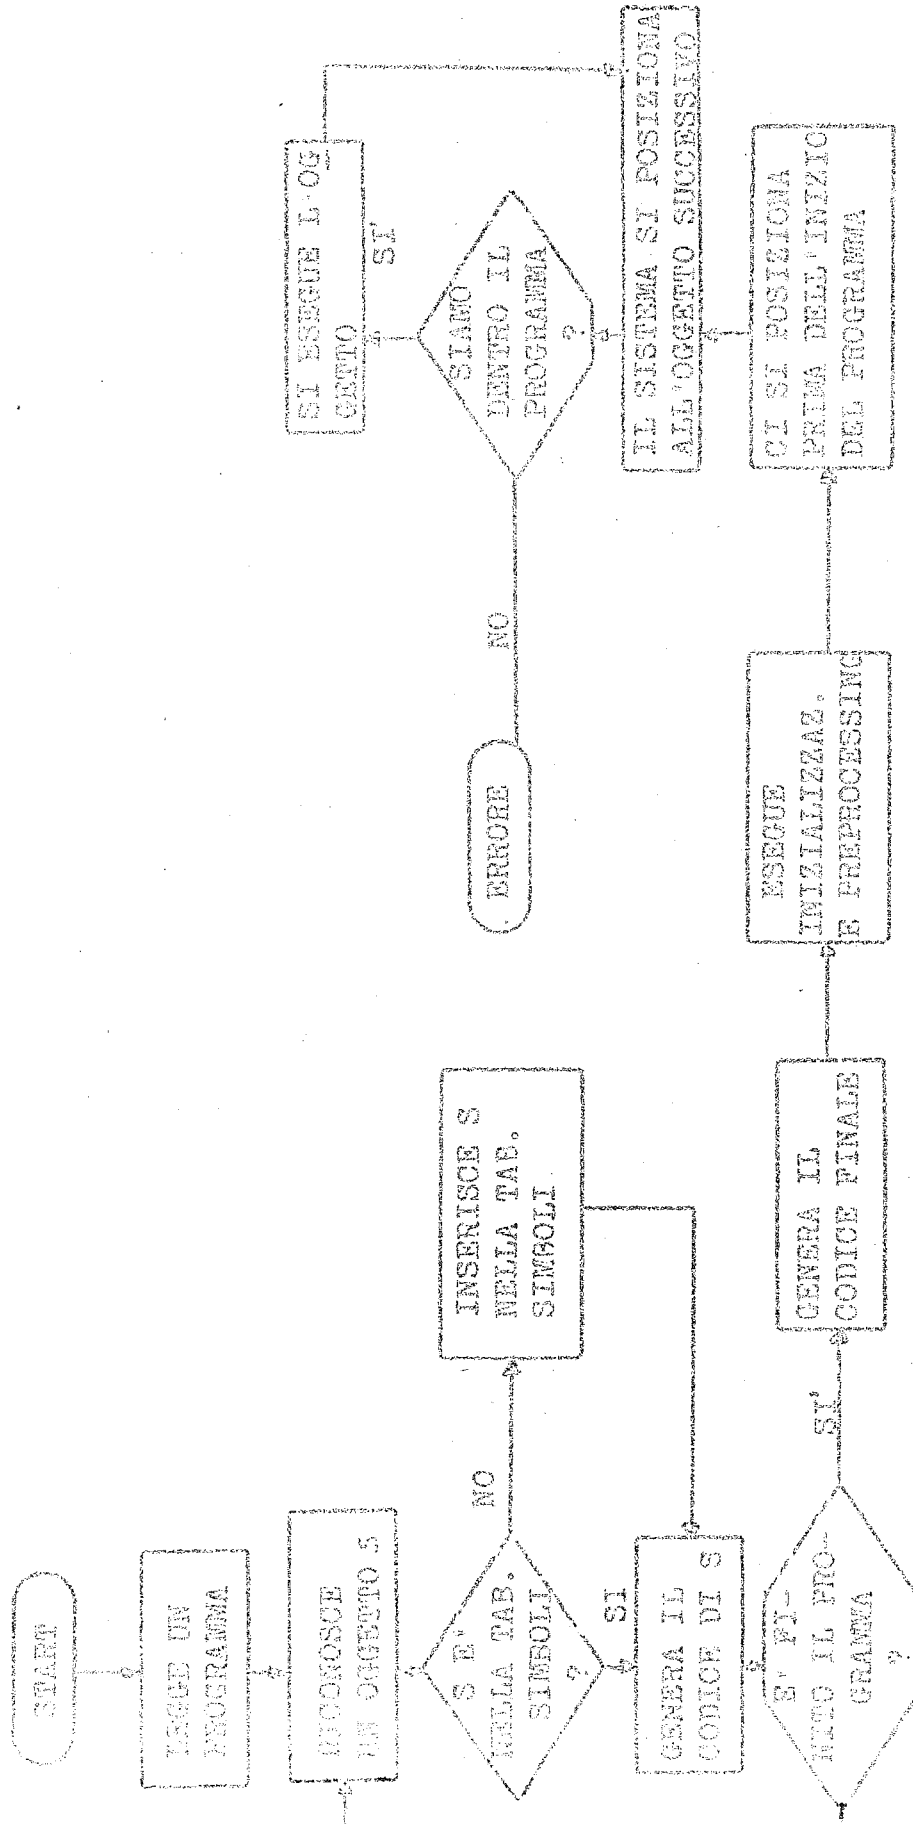 START
LEGGE UN
PROGRAMMA
RICONOSCE
UN OGGETTO S
S E'
NELLA TAB.
SIMBOLI
?
NO
INSERISCE S
NELLA TAB.
SIMBOLI
SI
GENERA IL
CODICE DI S
E' FI-
NITO IL PRO-
GRAMMA
?
SI'
GENERA IL
CODICE FINALE
ESEGUE
INIZIALIZZAZ.
E PREPROCESSING
CI SI POSIZIONA
PRIMA DELL'INIZIO
DEL PROGRAMMA
IL SISTEMA SI POSIZIONA
ALL'OGGETTO SUCCESSIVO
SIAMO
DENTRO IL
PROGRAMMA
?
NO
ERRORE
SI'
SI ESEGUE L'OG
GETTO